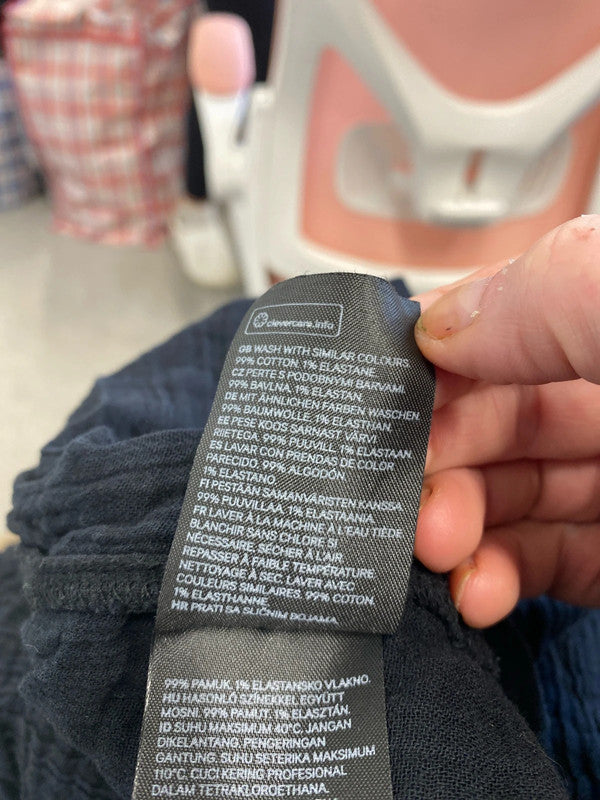 clevercare.info
GB WASH WITH SIMILAR COLOURS.
99% COTTON, 1% ELASTANE
CZ PERTE S PODOBNÝMI BARVAMI.
99% BAVLNA, 1% ELASTAN
DE MIT ÄHNLICHEN FARBEN WASCHEN.
99% BAUMWOLLE, 1% ELASTHAN
EE PESE KOOS SARNAST VÄRVI
RIIETEGA. 99% PUUVILL, 1% ELASTAAN
ES LAVAR CON PRENDAS DE COLOR
PARECIDO. 99% ALGODÓN,
1% ELASTANO
FI PESTÄÄN SAMANVÄRISTEN KANSSA.
99% PUUVILLAA, 1% ELASTAANIA
FR LAVER À LA MACHINE À L'EAU TIÈDE
BLANCHIR SANS CHLORE SI
NÉCESSAIRE. SÉCHER À L'AIR
REPASSER À FAIBLE TEMPÉRATURE
NETTOYAGE À SEC. LAVER AVEC
COULEURS SIMILAIRES. 99% COTON,
1% ELASTHANNE
HR PRATI SA SLIČNIM BOJAMA.
99% PAMUK, 1% ELASTANSKO VLAKNO.
HU HASONLÓ SZÍNEKKEL EGYÜTT
MOSNI. 99% PAMUT, 1% ELASZTÁN
ID SUHU MAKSIMUM 40°C. JANGAN
DIKELANTANG. PENGERINGAN
GANTUNG. SUHU SETERIKA MAKSIMUM
110°C. CUCI KERING PROFESIONAL
DALAM TETRAKLOROETHANA.